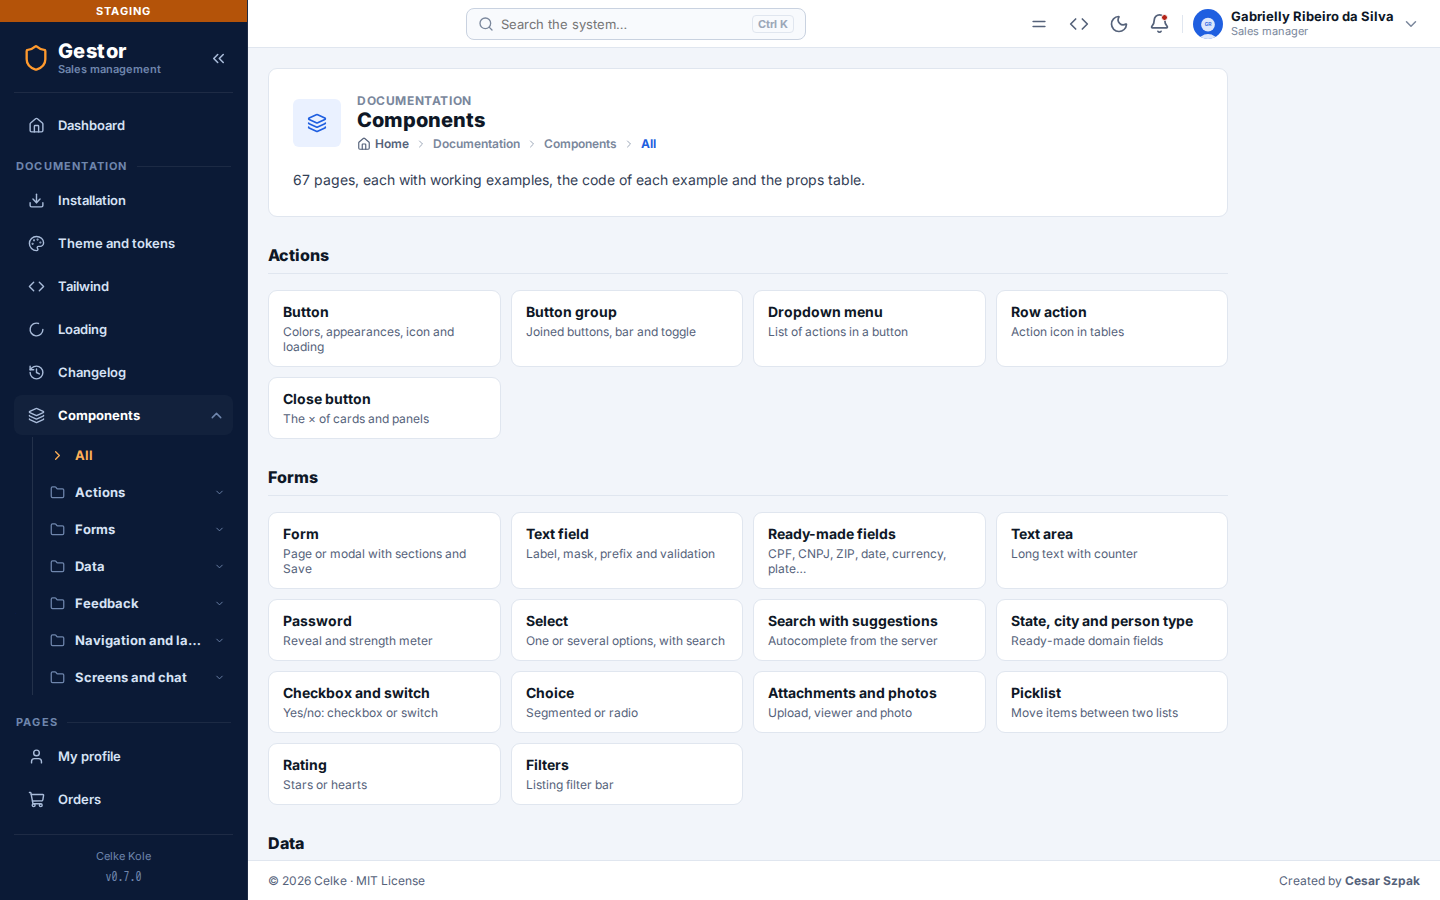 STAGING
Gestor
Sales management
Dashboard
DOCUMENTATION
Installation
Theme and tokens
Tailwind
Loading
Changelog
Components
All
Actions
Forms
Data
Feedback
Navigation and la...
Screens and chat
PAGES
My profile
Orders
Celke Kole
v0.7.0
Search the system...
Ctrl K
GR
Gabrielly Ribeiro da Silva
Sales manager
DOCUMENTATION
Components
Home
Documentation
Components
All
67 pages, each with working examples, the code of each example and the props table.
Actions
Button
Colors, appearances, icon and
loading
Button group
Joined buttons, bar and toggle
Dropdown menu
List of actions in a button
Row action
Action icon in tables
Close button
The × of cards and panels
Forms
Form
Page or modal with sections and
Save
Text field
Label, mask, prefix and validation
Ready-made fields
CPF, CNPJ, ZIP, date, currency,
plate...
Text area
Long text with counter
Password
Reveal and strength meter
Select
One or several options, with search
Search with suggestions
Autocomplete from the server
State, city and person type
Ready-made domain fields
Checkbox and switch
Yes/no: checkbox or switch
Choice
Segmented or radio
Attachments and photos
Upload, viewer and photo
Picklist
Move items between two lists
Rating
Stars or hearts
Filters
Listing filter bar
Data
© 2026 Celke · MIT License
Created by Cesar Szpak